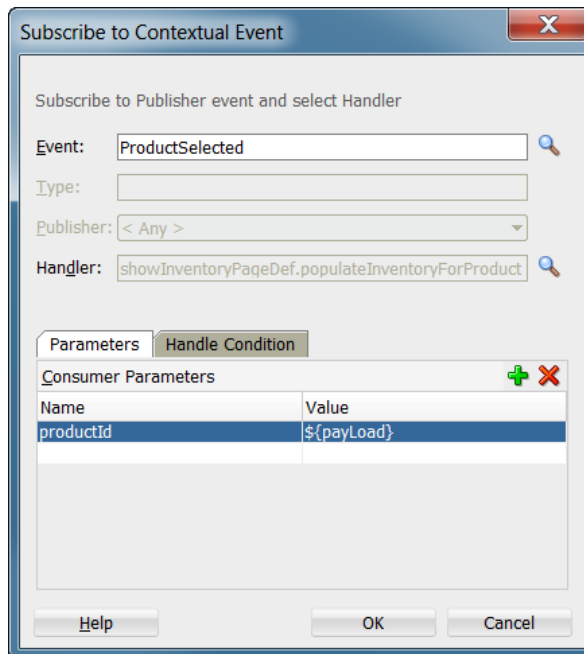 Subscribe to Contextual Event
Subscribe to Publisher event and select Handler
Event: ProductSelected
Type:
Publisher: < Any >
Handler: showInventoryPageDef.populateInventoryForProduct
Parameters Handle Condition
Consumer Parameters
Name Value
productId ${payLoad}
Help OK Cancel